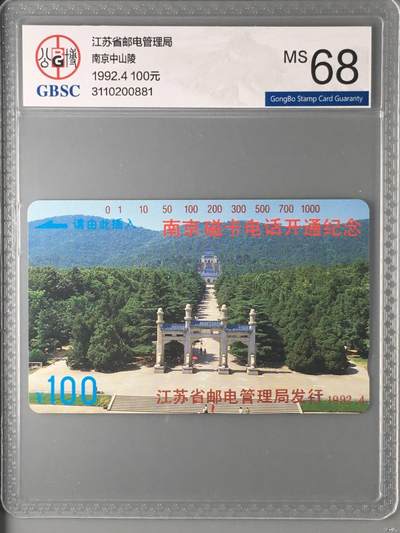 公 G 博
GBSC
江苏省邮电管理局
南京中山陵
1992.4 100元
3110200881
MS 68
GongBo Stamp Card Guaranty
0 1 10 50 100 200 300 500 700 1000
请由此插入
南京磁卡电话开通纪念
¥100
江苏省邮电管理局发行 1992.4